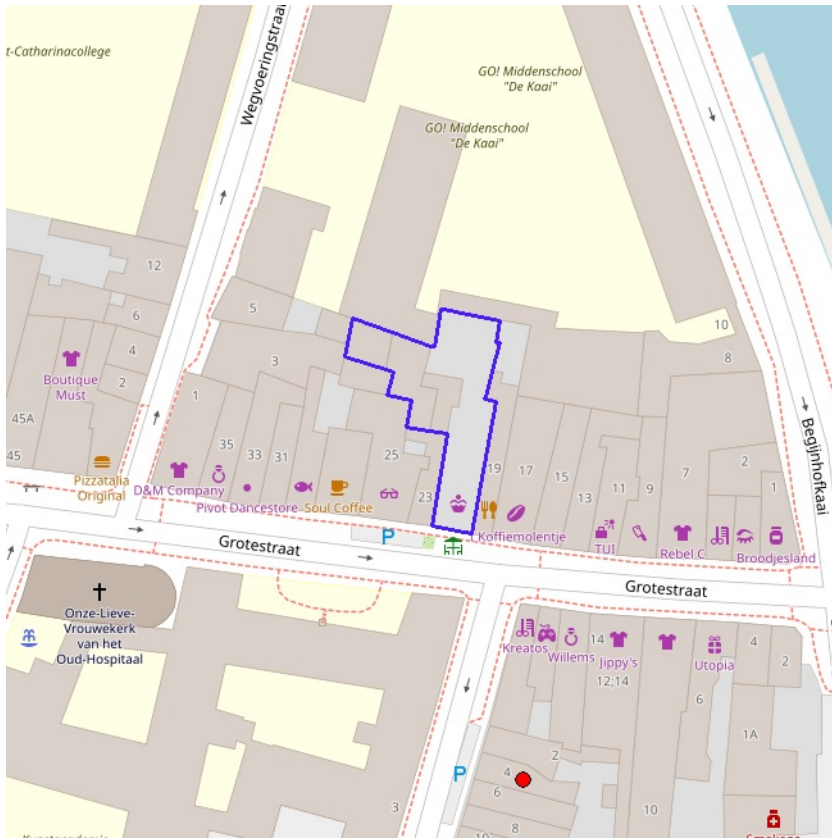 t-Catharinacollege
Wegvoeringstraat
GO! Middenschool
"De Kaai"
GO! Middenschool
"De Kaai"
12
6
4
2
5
3
1
Boutique
Must
45A
45
Pizzatalia
Original
D&M Company
35
33
31
Pivot Dancestore
Soul Coffee
25
23
19
17
15
13
11
9
7
10
8
2
1
Koffiemolentje
TUI
Rebel C
Broodjesland
Begijnhofkaai
P
Grotestraat
Grotestraat
Onze-Lieve-
Vrouwekerk
van het
Oud-Hospitaal
Kreatos
Willems
14
Jippy's
12;14
Utopia
4
2
6
1A
2
4
6
8
10
P
3
10